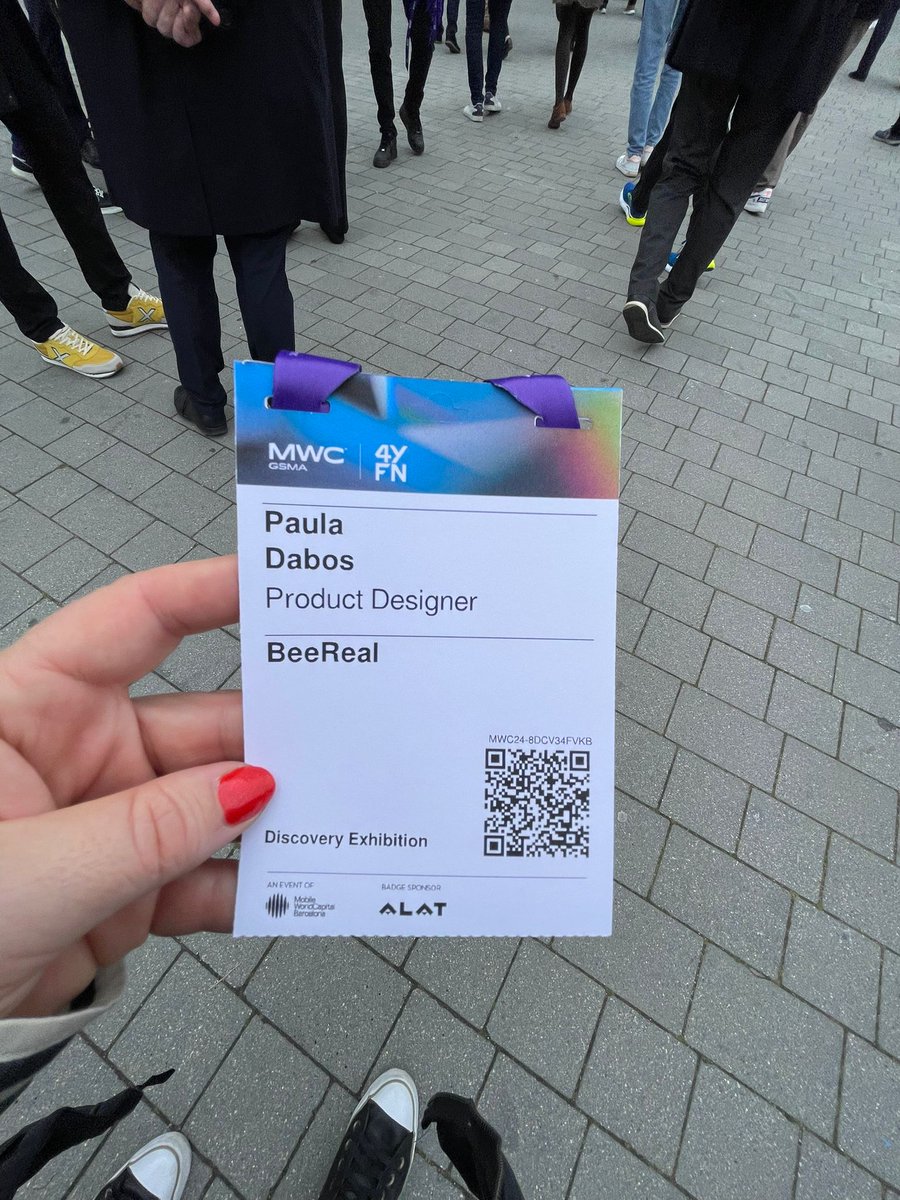 MWC
GSMA
4Y
FN
Paula
Dabos
Product Designer
BeeReal
MWC24-8DCV34FVKB
Discovery Exhibition
AN EVENT OF
Mobile
WorldCapital
Barcelona
BADGE SPONSOR
ALAT